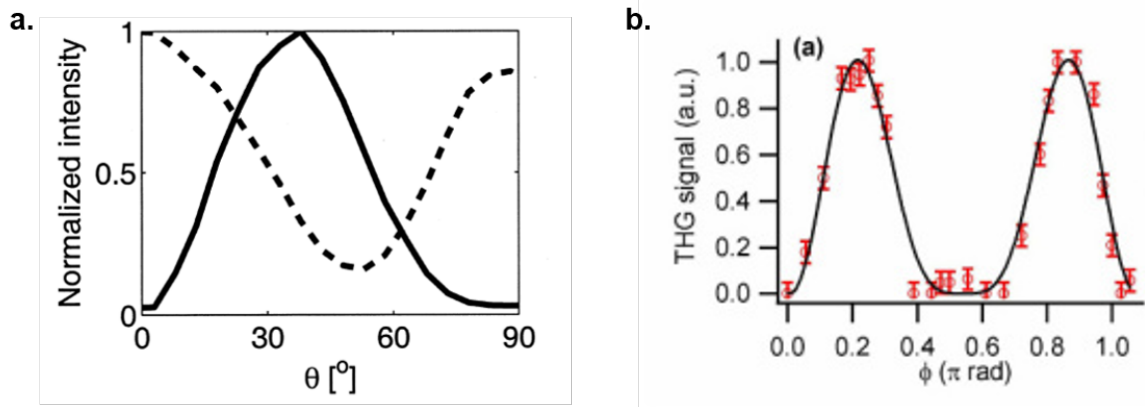 a.
Normalized intensity
1
0.5
0
0
30
60
90
θ [º]
b.
(a)
THG signal (a.u.)
1.0
0.8
0.6
0.4
0.2
0.0
0.0
0.2
0.4
0.6
0.8
1.0
ϕ (π rad)